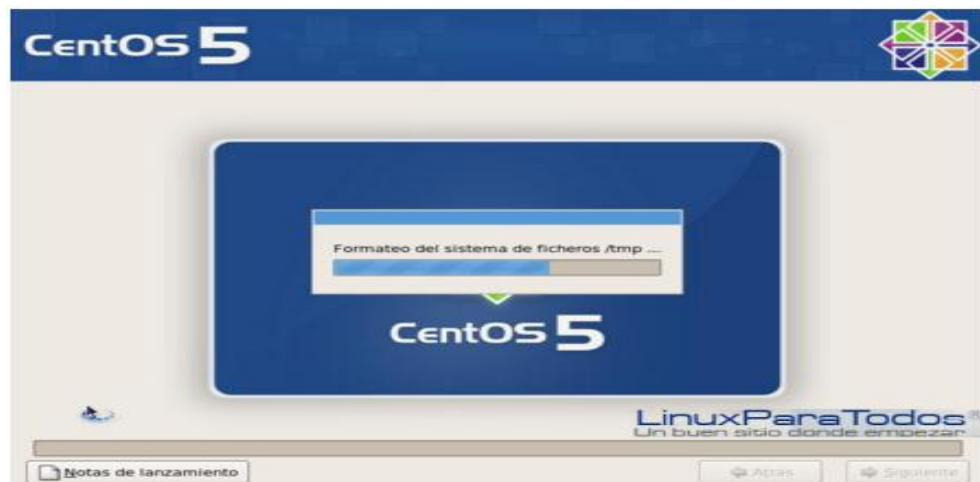 CentOS 5
Formateo del sistema de ficheros /tmp ...
CentOS 5
LinuxParaTodos®
Un buen sitio donde empezar
Notas de lanzamiento
Atras
Siguiente